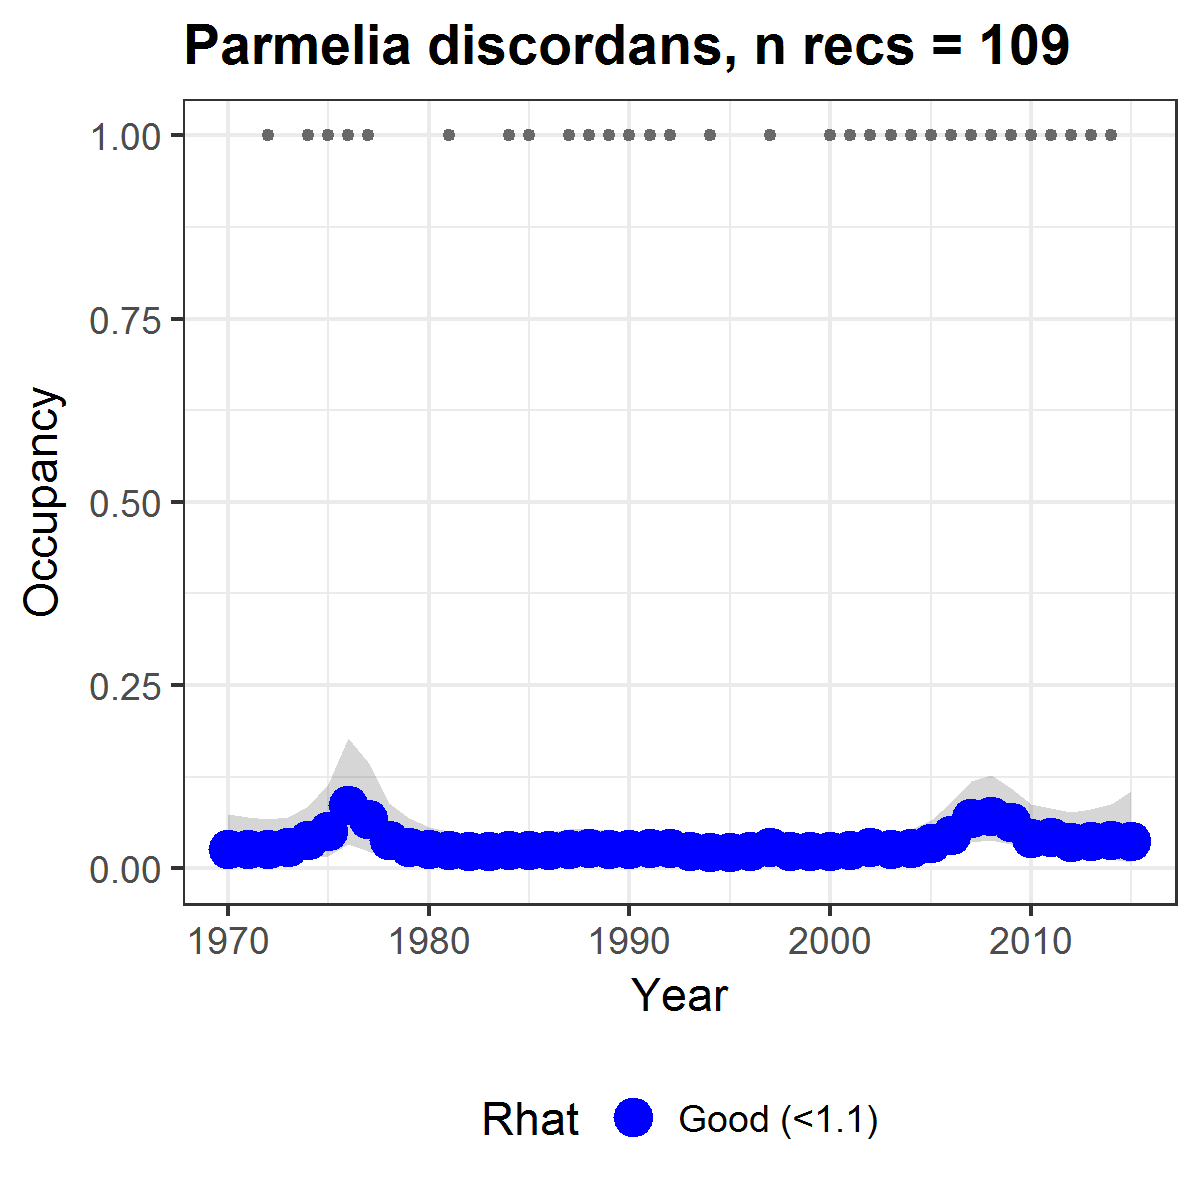 Parmelia discordans, n recs = 109
1.00
0.75
0.50
0.25
0.00
Occupancy
1970 1980 1990 2000 2010
Year
Rhat Good (<1.1)